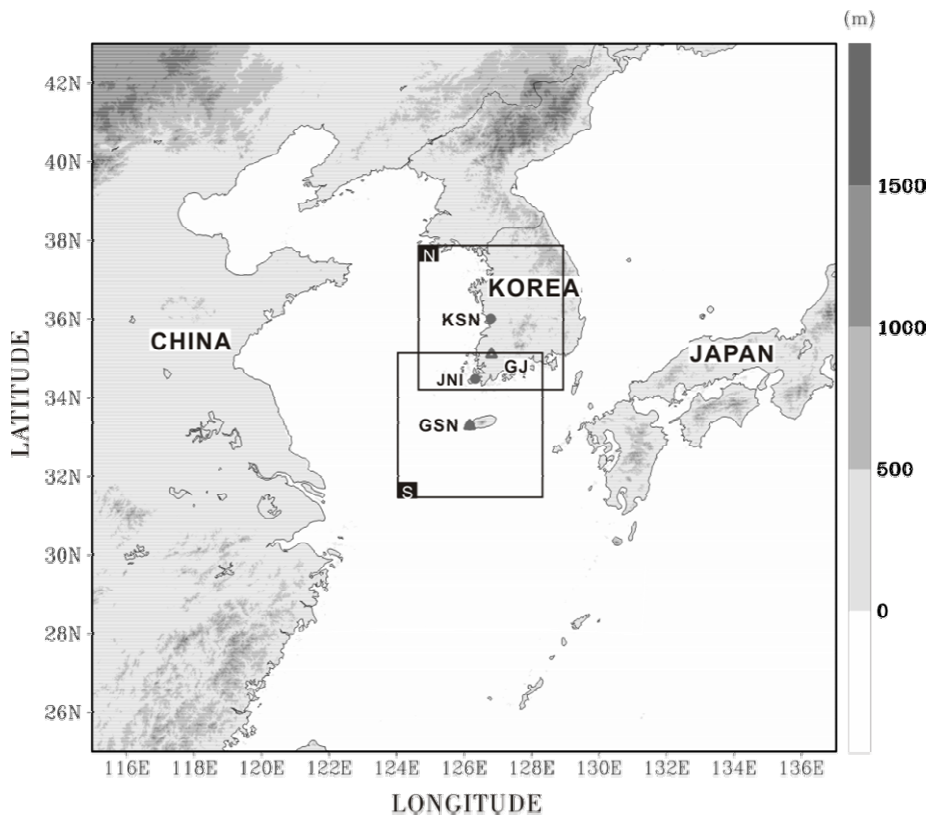 (m)
42N
40N
38N
36N
34N
32N
30N
28N
26N
LATITUDE
N
KOREA
KSN
CHINA
JAPAN
GJ
JNI
GSN
S
1500
1000
500
0
116E 118E 120E 122E 124E 126E 128E 130E 132E 134E 136E
LONGITUDE